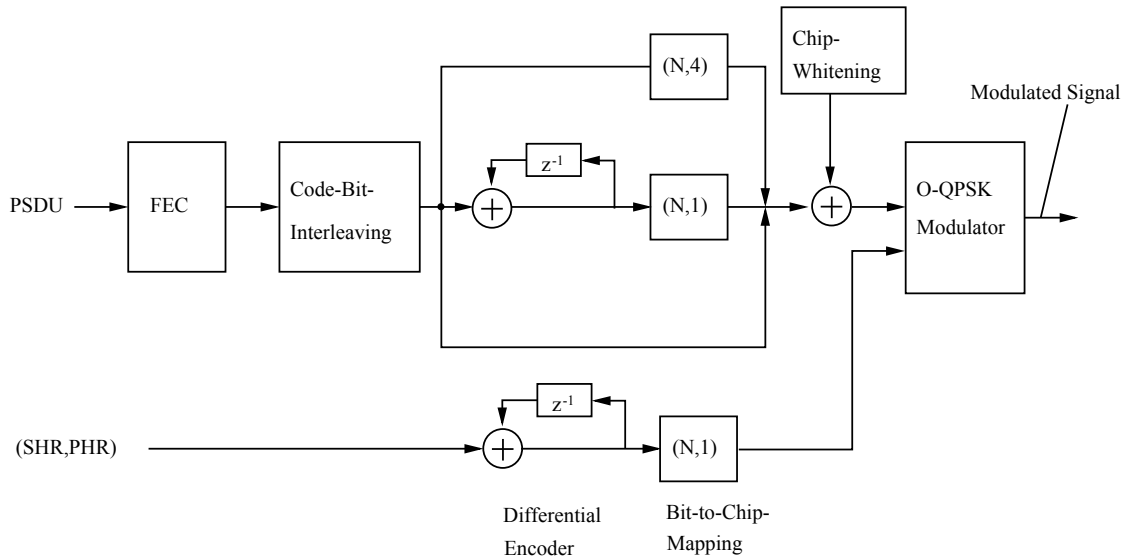 Chip-
Whitening
(N,4)
Modulated Signal
z-1
PSDU
FEC
Code-Bit-
Interleaving
(N,1)
O-QPSK
Modulator
z-1
(SHR,PHR)
(N,1)
Differential
Encoder
Bit-to-Chip-
Mapping